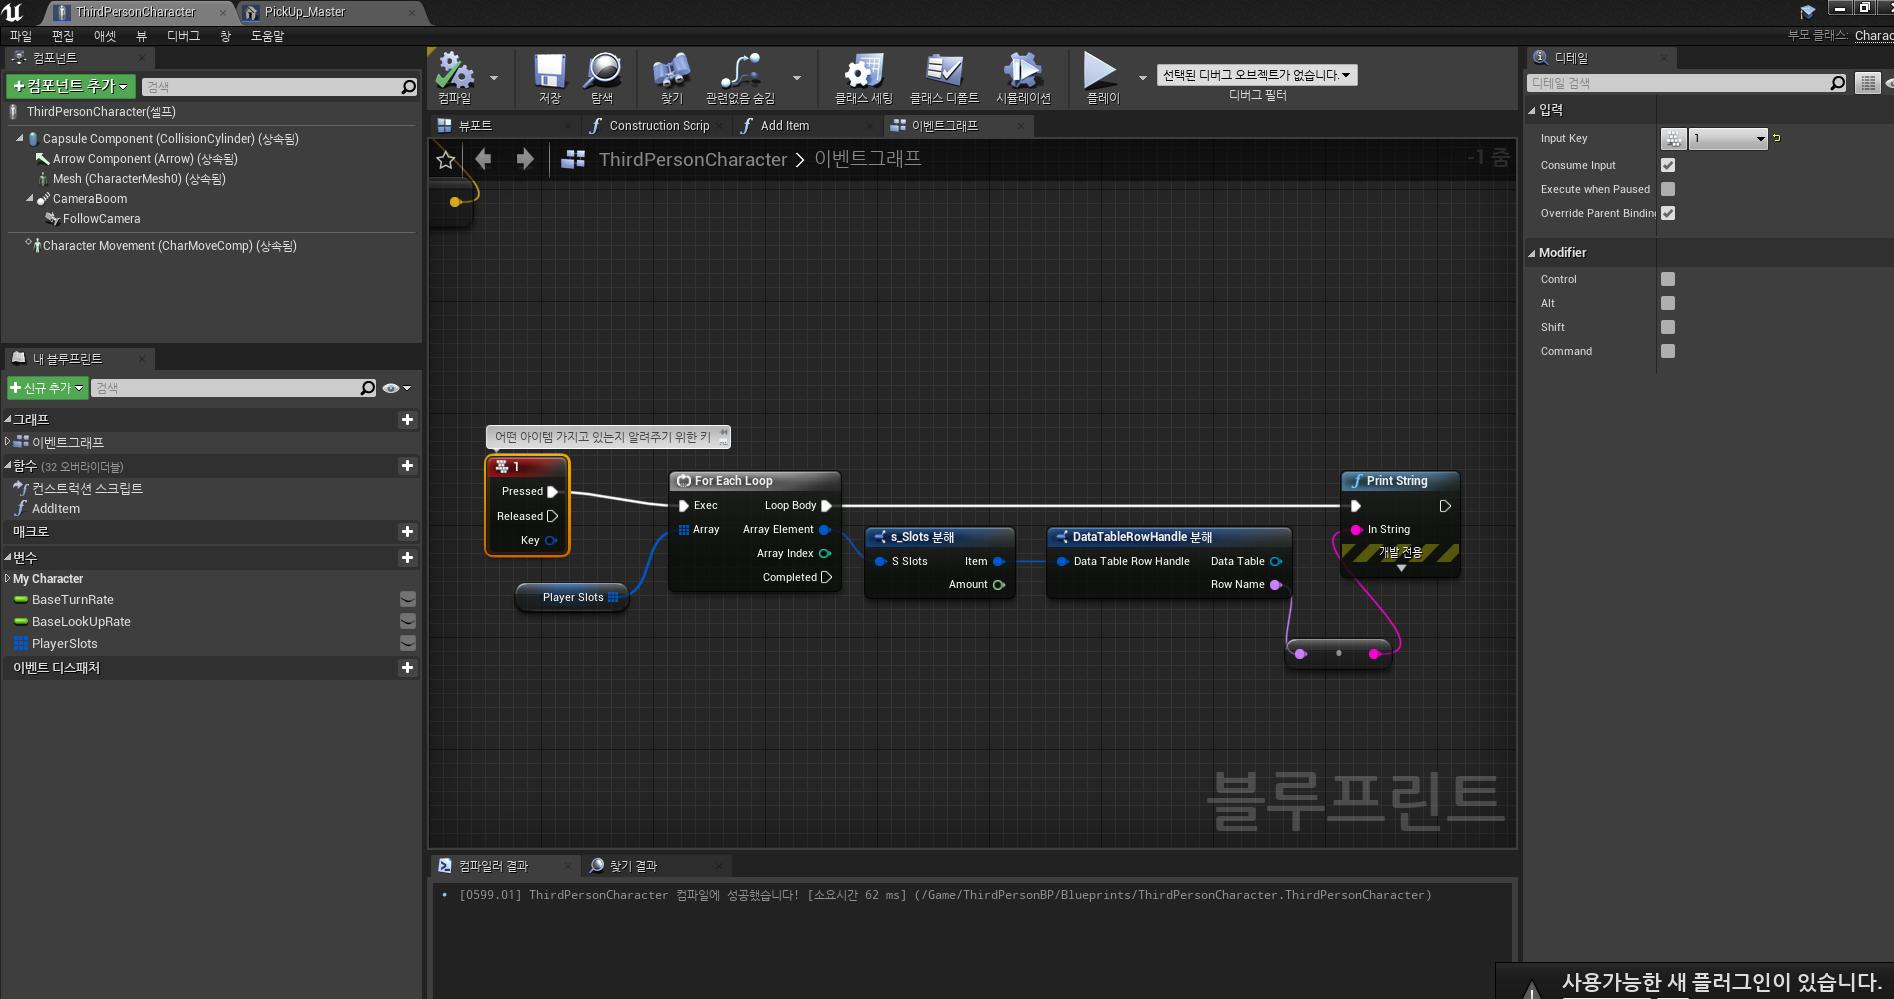 ThirdPersonCharacter
PickUp_Master
파일 편집 애셋 뷰 디버그 창 도움말
부모 클래스: Charac
컴포넌트
+컴포넌트 추가
검색
ThirdPersonCharacter(셀프)
Capsule Component (CollisionCylinder) (상속됨)
Arrow Component (Arrow) (상속됨)
Mesh (CharacterMesh0) (상속됨)
CameraBoom
FollowCamera
Character Movement (CharMoveComp) (상속됨)
내 블루프린트
+신규 추가
검색
그래프
이벤트그래프
함수 (32 오버라이더블)
컨스트럭션 스크립트
AddItem
매크로
변수
My Character
BaseTurnRate
BaseLookUpRate
PlayerSlots
이벤트 디스패처
컴파일
저장
탐색
찾기
관련없음 숨김
클래스 세팅
클래스 디폴트
시뮬레이션
플레이
선택된 디버그 오브젝트가 없습니다.
디버그 필터
뷰포트
Construction Scrip
Add Item
이벤트그래프
ThirdPersonCharacter > 이벤트그래프
-1 줌
어떤 아이템 가지고 있는지 알려주기 위한 키
1
Pressed
Released
Key
Player Slots
For Each Loop
Exec
Loop Body
Array
Array Element
Array Index
Completed
s_Slots 분해
S Slots
Item
Amount
DataTableRowHandle 분해
Data Table Row Handle
Data Table
Row Name
Print String
In String
개발 전용
블루프린트
컴파일러 결과
찾기 결과
[0599.01] ThirdPersonCharacter 컴파일에 성공했습니다! [소요시간 62 ms] (/Game/ThirdPersonBP/Blueprints/ThirdPersonCharacter.ThirdPersonCharacter)
디테일
디테일 검색
입력
Input Key
1
Consume Input
Execute when Paused
Override Parent Bindin
Modifier
Control
Alt
Shift
Command
사용가능한 새 플러그인이 있습니다.